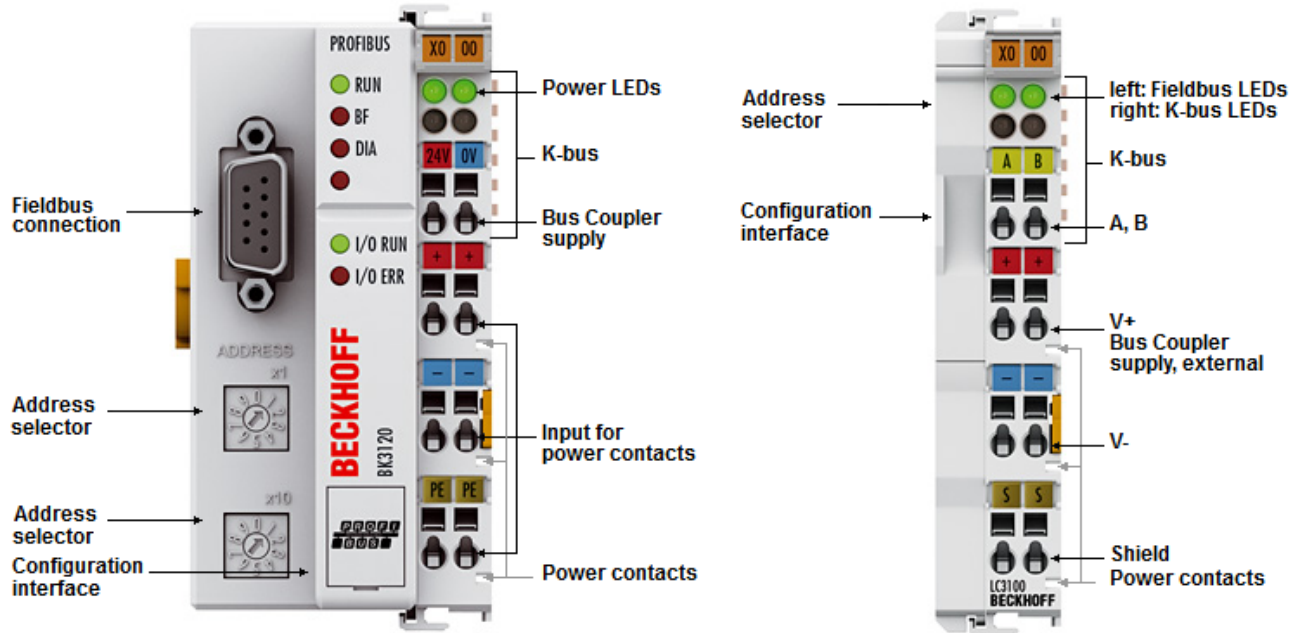 PROFIBUS
RUN
BF
DIA
I/O RUN
I/O ERR
BECKHOFF
BK3120
PROFI
BUS
ADDRESS
x1
x10
X0 00
24V 0V
+ +
− −
PE PE
Fieldbus
connection
Address
selector
Address
selector
Configuration
interface
Power LEDs
K-bus
Bus Coupler
supply
Input for
power contacts
Power contacts
Address
selector
Configuration
interface
X0 00
A B
+ +
− −
S S
LC3100
BECKHOFF
left: Fieldbus LEDs
right: K-bus LEDs
K-bus
A, B
V+
Bus Coupler
supply, external
V-
Shield
Power contacts